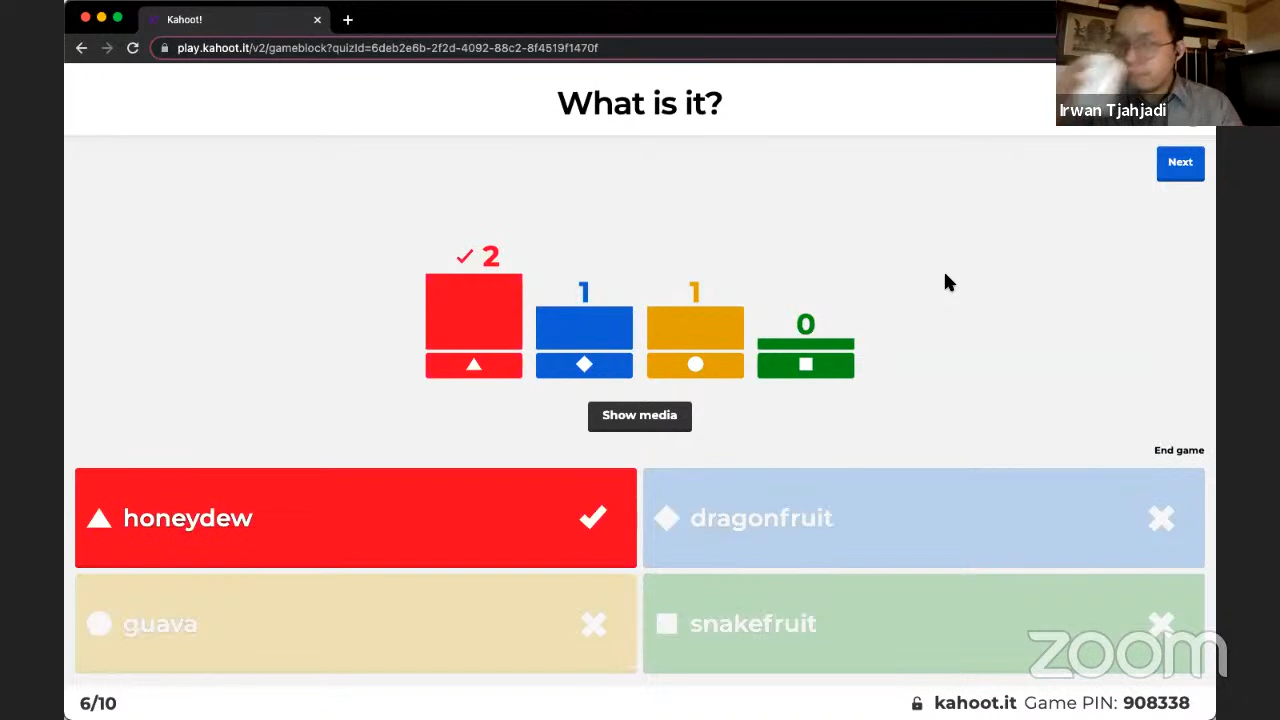 Kahoot!
play.kahoot.it/v2/gameblock?quizId=6deb2e6b-2f2d-4092-88c2-8f4519f1470f
Irwan Tjahjadi
What is it?
Next
2
1
1
0
Show media
End game
honeydew
dragonfruit
guava
snakefruit
zoom
6/10
kahoot.it Game PIN: 908338